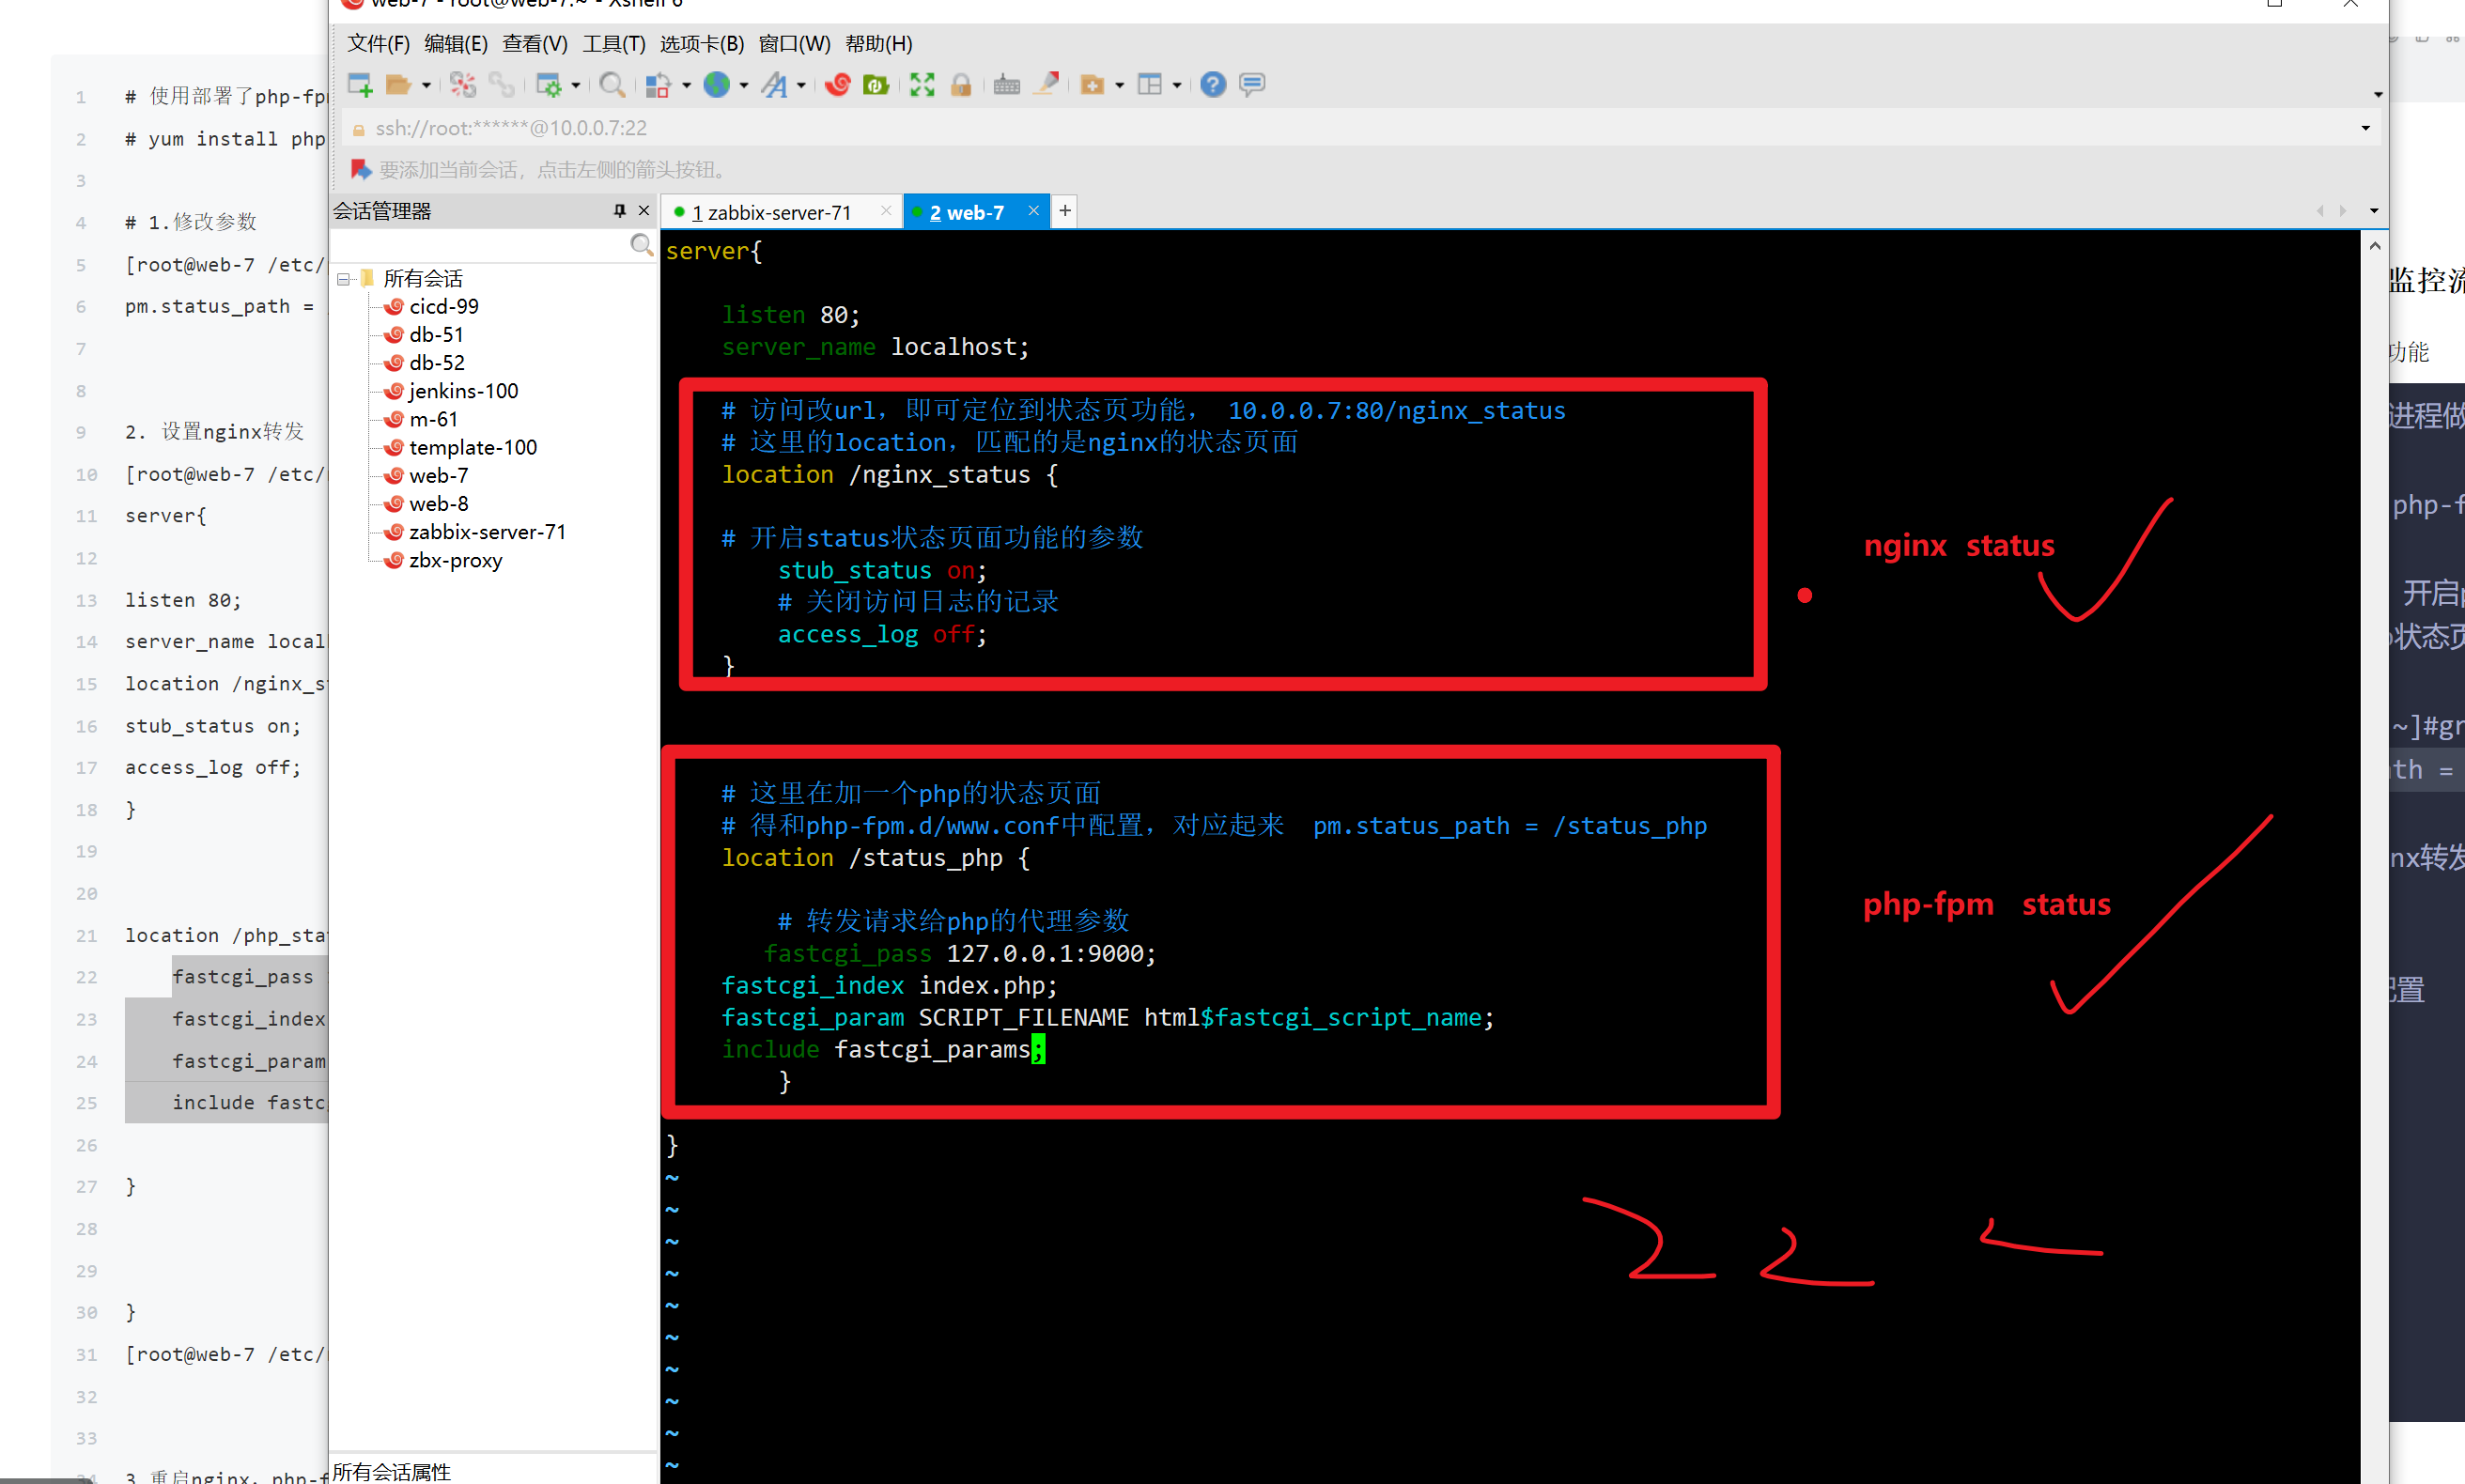 web-7 - root@web-7:~ - Xshell 6
文件(F) 编辑(E) 查看(V) 工具(T) 选项卡(B) 窗口(W) 帮助(H)
ssh://root:******@10.0.0.7:22
要添加当前会话，点击左侧的箭头按钮。
会话管理器
1 zabbix-server-71
2 web-7
所有会话
cicd-99
db-51
db-52
jenkins-100
m-61
template-100
web-7
web-8
zabbix-server-71
zbx-proxy
所有会话属性
server{
listen 80;
server_name localhost;
# 访问改url，即可定位到状态页功能， 10.0.0.7:80/nginx_status
# 这里的location，匹配的是nginx的状态页面
location /nginx_status {
# 开启status状态页面功能的参数
stub_status on;
# 关闭访问日志的记录
access_log off;
}
# 这里在加一个php的状态页面
# 得和php-fpm.d/www.conf中配置，对应起来 pm.status_path = /status_php
location /status_php {
# 转发请求给php的代理参数
fastcgi_pass 127.0.0.1:9000;
fastcgi_index index.php;
fastcgi_param SCRIPT_FILENAME html$fastcgi_script_name;
include fastcgi_params;
}
}
~
~
~
~
~
~
~
~
~
~
nginx status
php-fpm status
1 # 使用部署了php-fpm
2 # yum install php
3
4 # 1.修改参数
5 [root@web-7 /etc/
6 pm.status_path =
7
8
9 2. 设置nginx转发
10 [root@web-7 /etc/
11 server{
12
13 listen 80;
14 server_name local
15 location /nginx_s
16 stub_status on;
17 access_log off;
18 }
19
20
21 location /php_sta
22 fastcgi_pass
23 fastcgi_index
24 fastcgi_param
25 include fastc
26
27 }
28
29
30 }
31 [root@web-7 /etc/
32
33
34 3.重启nginx，php-f
监控流
功能
进程做
php-f
开启
状态页
~]#gr
th =
nx转发
配置